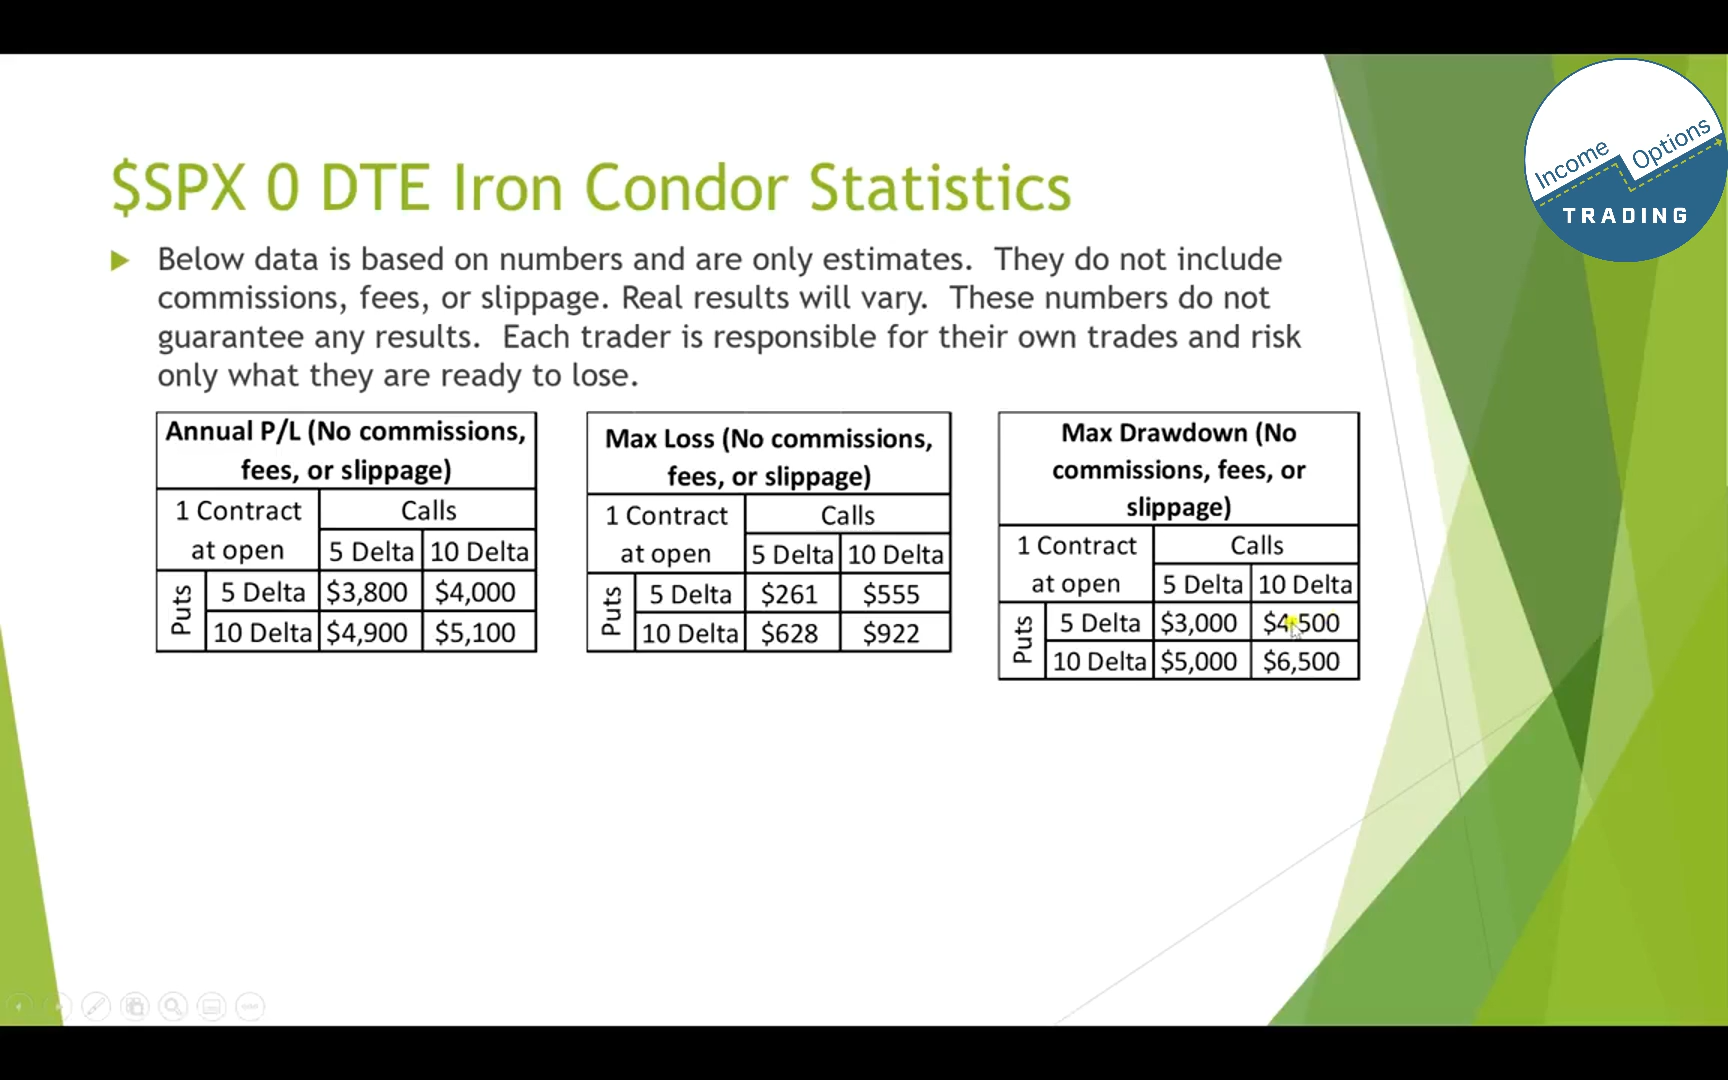 Income Options
TRADING
$SPX 0 DTE Iron Condor Statistics
Below data is based on numbers and are only estimates. They do not include
commissions, fees, or slippage. Real results will vary. These numbers do not
guarantee any results. Each trader is responsible for their own trades and risk
only what they are ready to lose.
Annual P/L (No commissions,
fees, or slippage)
1 Contract
at open
Calls
5 Delta 10 Delta
Puts
5 Delta $3,800 $4,000
10 Delta $4,900 $5,100
Max Loss (No commissions,
fees, or slippage)
1 Contract
at open
Calls
5 Delta 10 Delta
Puts
5 Delta $261 $555
10 Delta $628 $922
Max Drawdown (No
commissions, fees, or
slippage)
1 Contract
at open
Calls
5 Delta 10 Delta
Puts
5 Delta $3,000 $4,500
10 Delta $5,000 $6,500